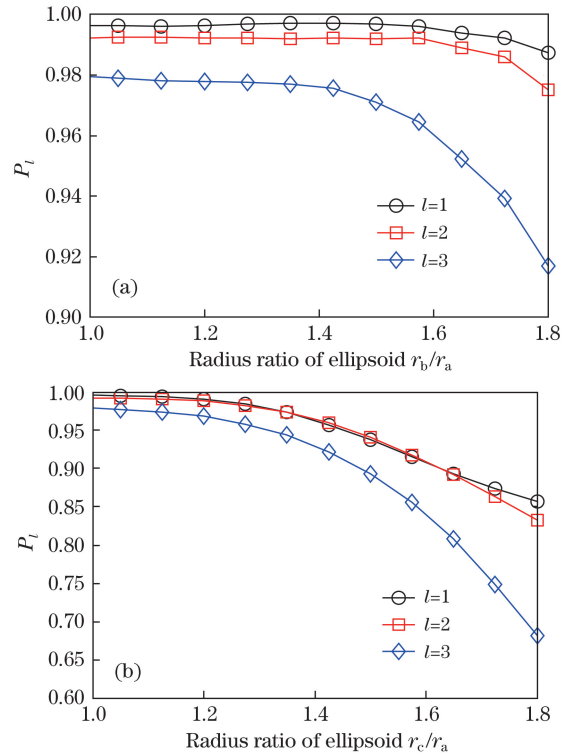 1.00
0.98
0.96
0.94
0.92
0.90
P_l
l=1
l=2
l=3
(a)
1.0 1.2 1.4 1.6 1.8
Radius ratio of ellipsoid r_b/r_a
1.00
0.95
0.90
0.85
0.80
0.75
0.70
0.65
0.60
P_l
l=1
l=2
l=3
(b)
1.0 1.2 1.4 1.6 1.8
Radius ratio of ellipsoid r_c/r_a